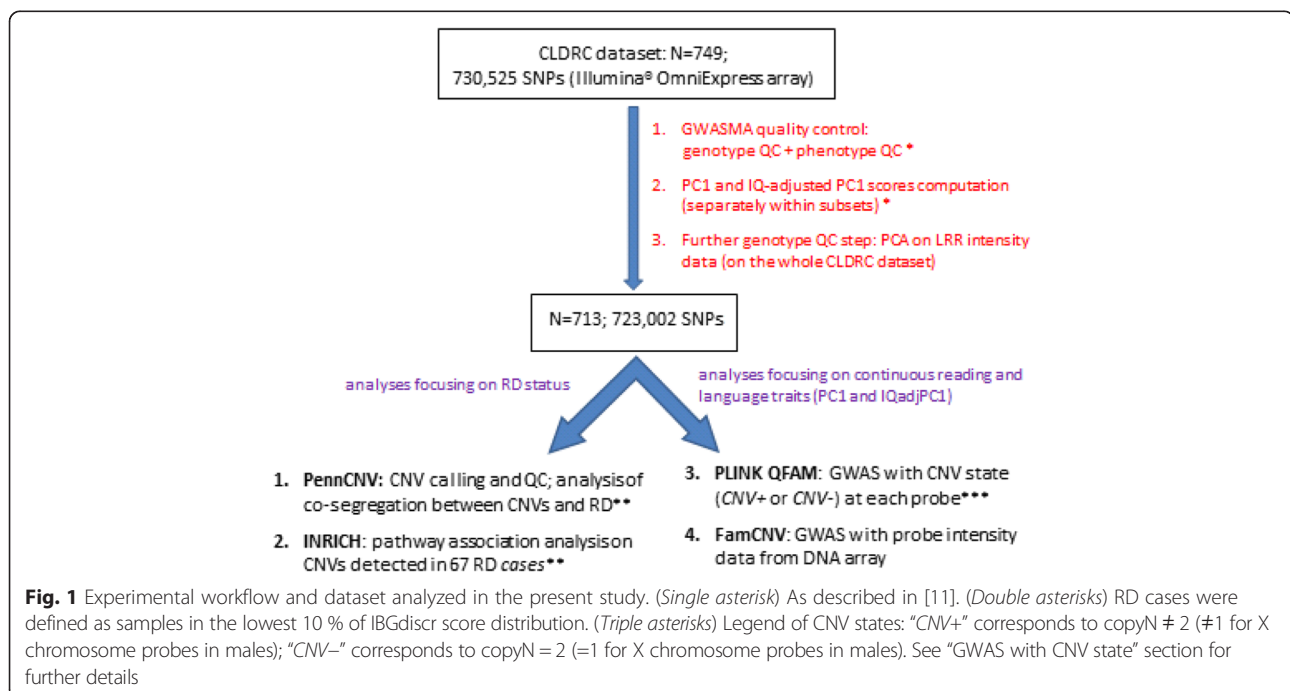 CLDRC dataset: N=749;
730,525 SNPs (Illumina® OmniExpress array)
1. GWASMA quality control:
genotype QC + phenotype QC *
2. PC1 and IQ-adjusted PC1 scores computation
(separately within subsets) *
3. Further genotype QC step: PCA on LRR intensity
data (on the whole CLDRC dataset)
N=713; 723,002 SNPs
analyses focusing on RD status
analyses focusing on continuous reading and
language traits (PC1 and IQadjPC1)
1. PennCNV: CNV calling and QC; analysis of
co-segregation between CNVs and RD**
2. INRICH: pathway association analysis on
CNVs detected in 67 RD cases**
3. PLINK QFAM: GWAS with CNV state
(CNV+ or CNV-) at each probe***
4. FamCNV: GWAS with probe intensity
data from DNA array
Fig. 1 Experimental workflow and dataset analyzed in the present study. (Single asterisk) As described in [11]. (Double asterisks) RD cases were
defined as samples in the lowest 10 % of IBGdiscr score distribution. (Triple asterisks) Legend of CNV states: “CNV+” corresponds to copyN ≠ 2 (≠1 for X
chromosome probes in males); “CNV−” corresponds to copyN = 2 (=1 for X chromosome probes in males). See “GWAS with CNV state” section for
further details